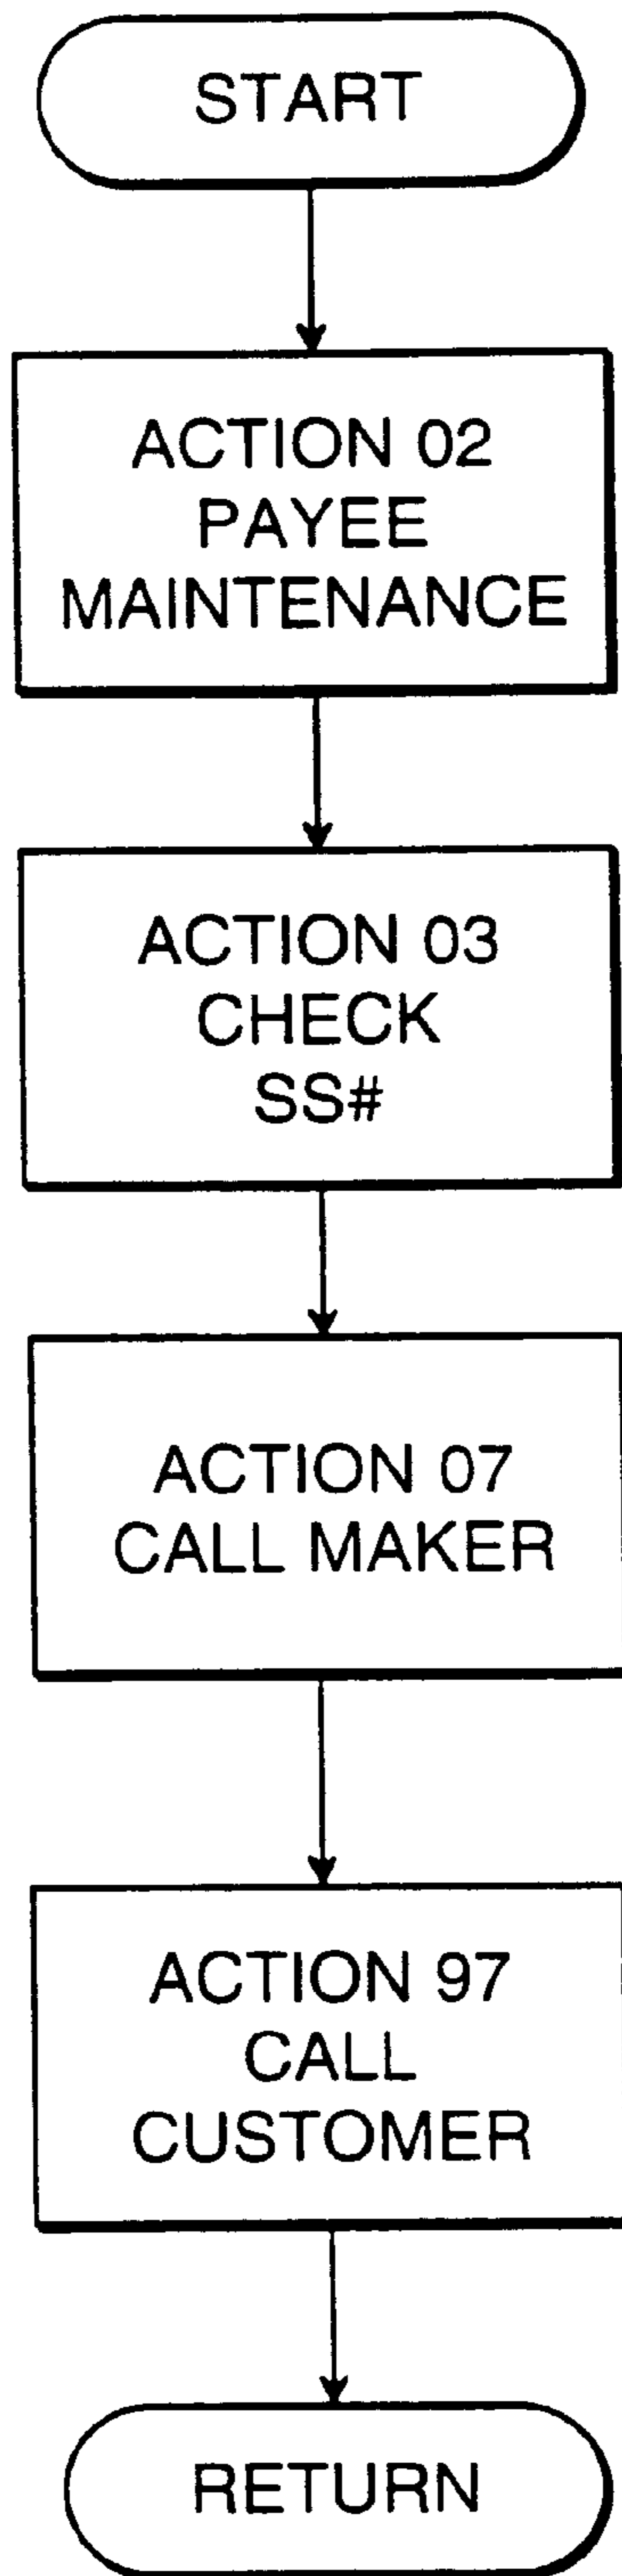 START
ACTION 02
PAYEE
MAINTENANCE
ACTION 03
CHECK
SS#
ACTION 07
CALL MAKER
ACTION 97
CALL
CUSTOMER
RETURN